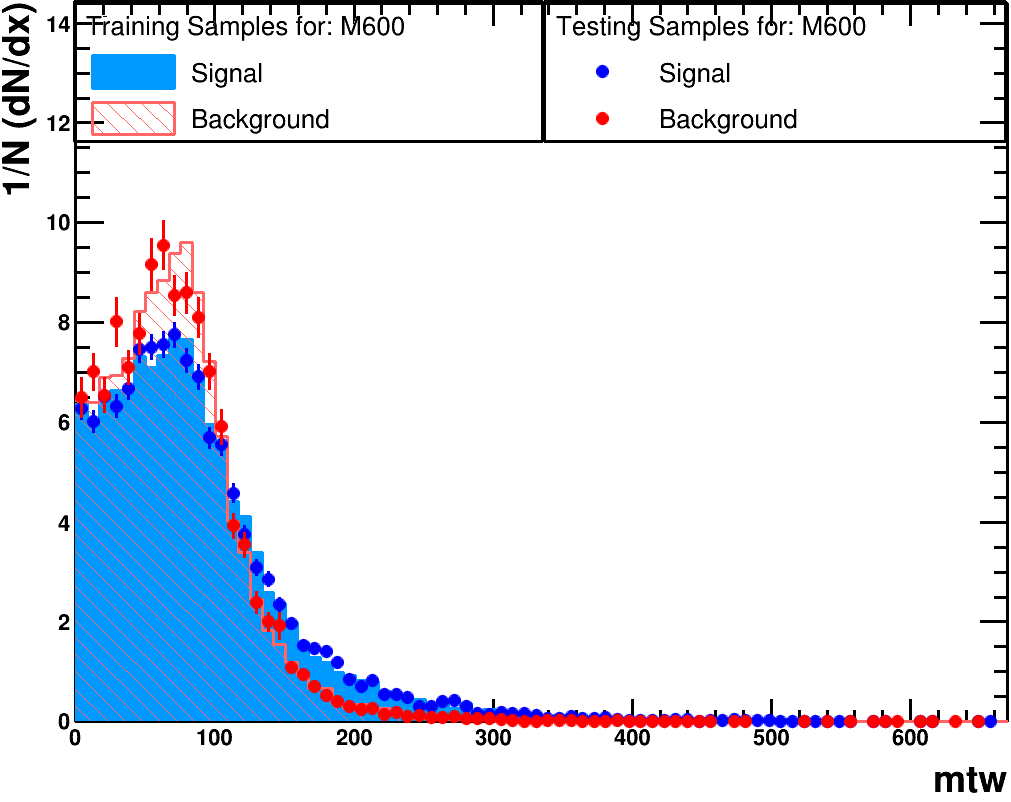 1/N (dN/dx)
Training Samples for: M600
Signal
Background
Testing Samples for: M600
Signal
Background
14
12
10
8
6
4
2
0
0 100 200 300 400 500 600
mtw